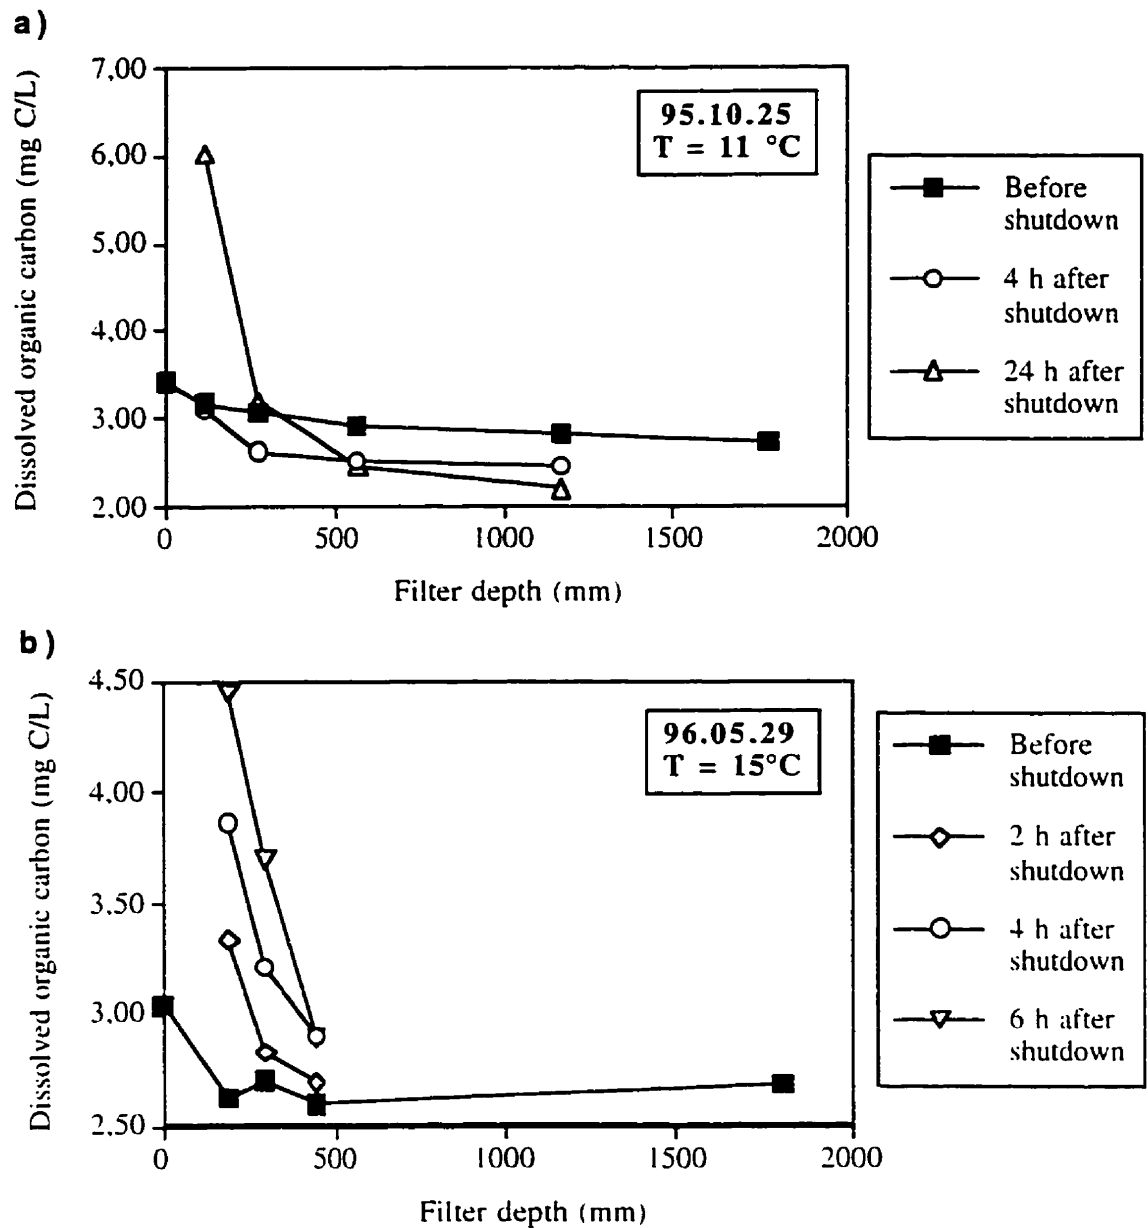 a)
Dissolved organic carbon (mg C/L)
7,00
6,00
5,00
4,00
3,00
2,00
0
500
1000
1500
2000
Filter depth (mm)
95.10.25
T = 11 °C
Before
shutdown
4 h after
shutdown
24 h after
shutdown
b)
Dissolved organic carbon (mg C/L)
4,50
4,00
3,50
3,00
2,50
0
500
1000
1500
2000
Filter depth (mm)
96.05.29
T = 15°C
Before
shutdown
2 h after
shutdown
4 h after
shutdown
6 h after
shutdown